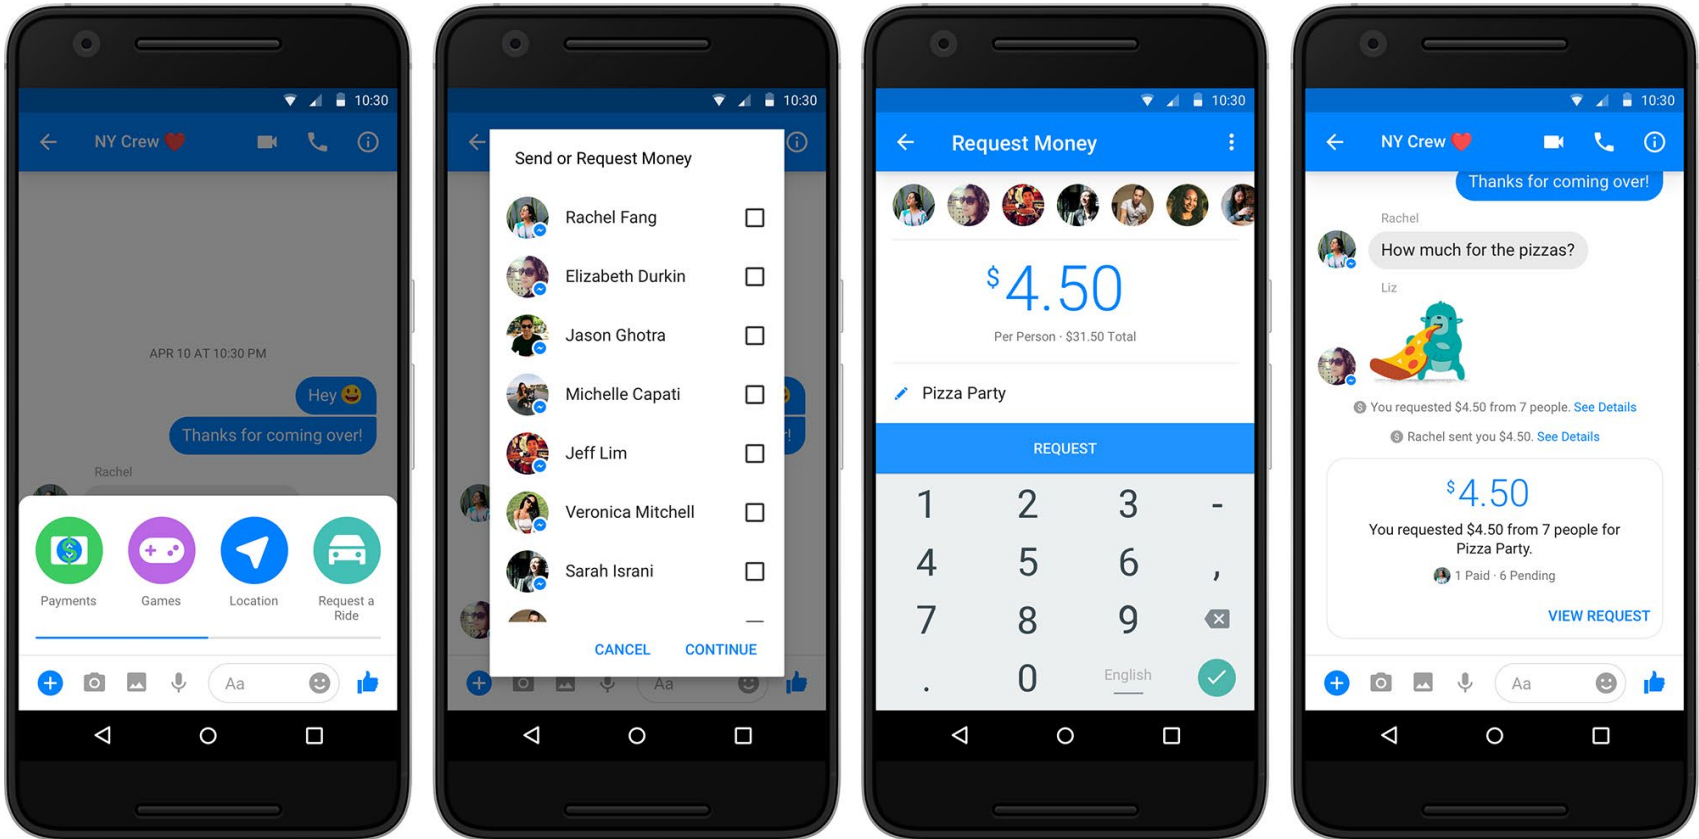 10:30
NY Crew ❤️
APR 10 AT 10:30 PM
Hey 😃
Thanks for coming over!
Rachel
Payments
Games
Location
Request a
Ride
Aa
10:30
Send or Request Money
Rachel Fang
Elizabeth Durkin
Jason Ghotra
Michelle Capati
Jeff Lim
Veronica Mitchell
Sarah Israni
CANCEL
CONTINUE
!
Aa
10:30
Request Money
$4.50
Per Person · $31.50 Total
Pizza Party
REQUEST
1 2 3 -
4 5 6 ,
7 8 9
. 0 English
10:30
NY Crew ❤️
Thanks for coming over!
Rachel
How much for the pizzas?
Liz
$ You requested $4.50 from 7 people. See Details
$ Rachel sent you $4.50. See Details
$4.50
You requested $4.50 from 7 people for
Pizza Party.
1 Paid · 6 Pending
VIEW REQUEST
Aa